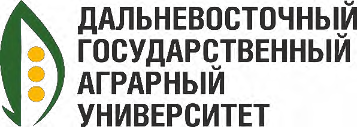 ДАЛЬНЕВОСТОЧНЫЙ
ГОСУДАРСТВЕННЫЙ
АГРАРНЫЙ
УНИВЕРСИТЕТ